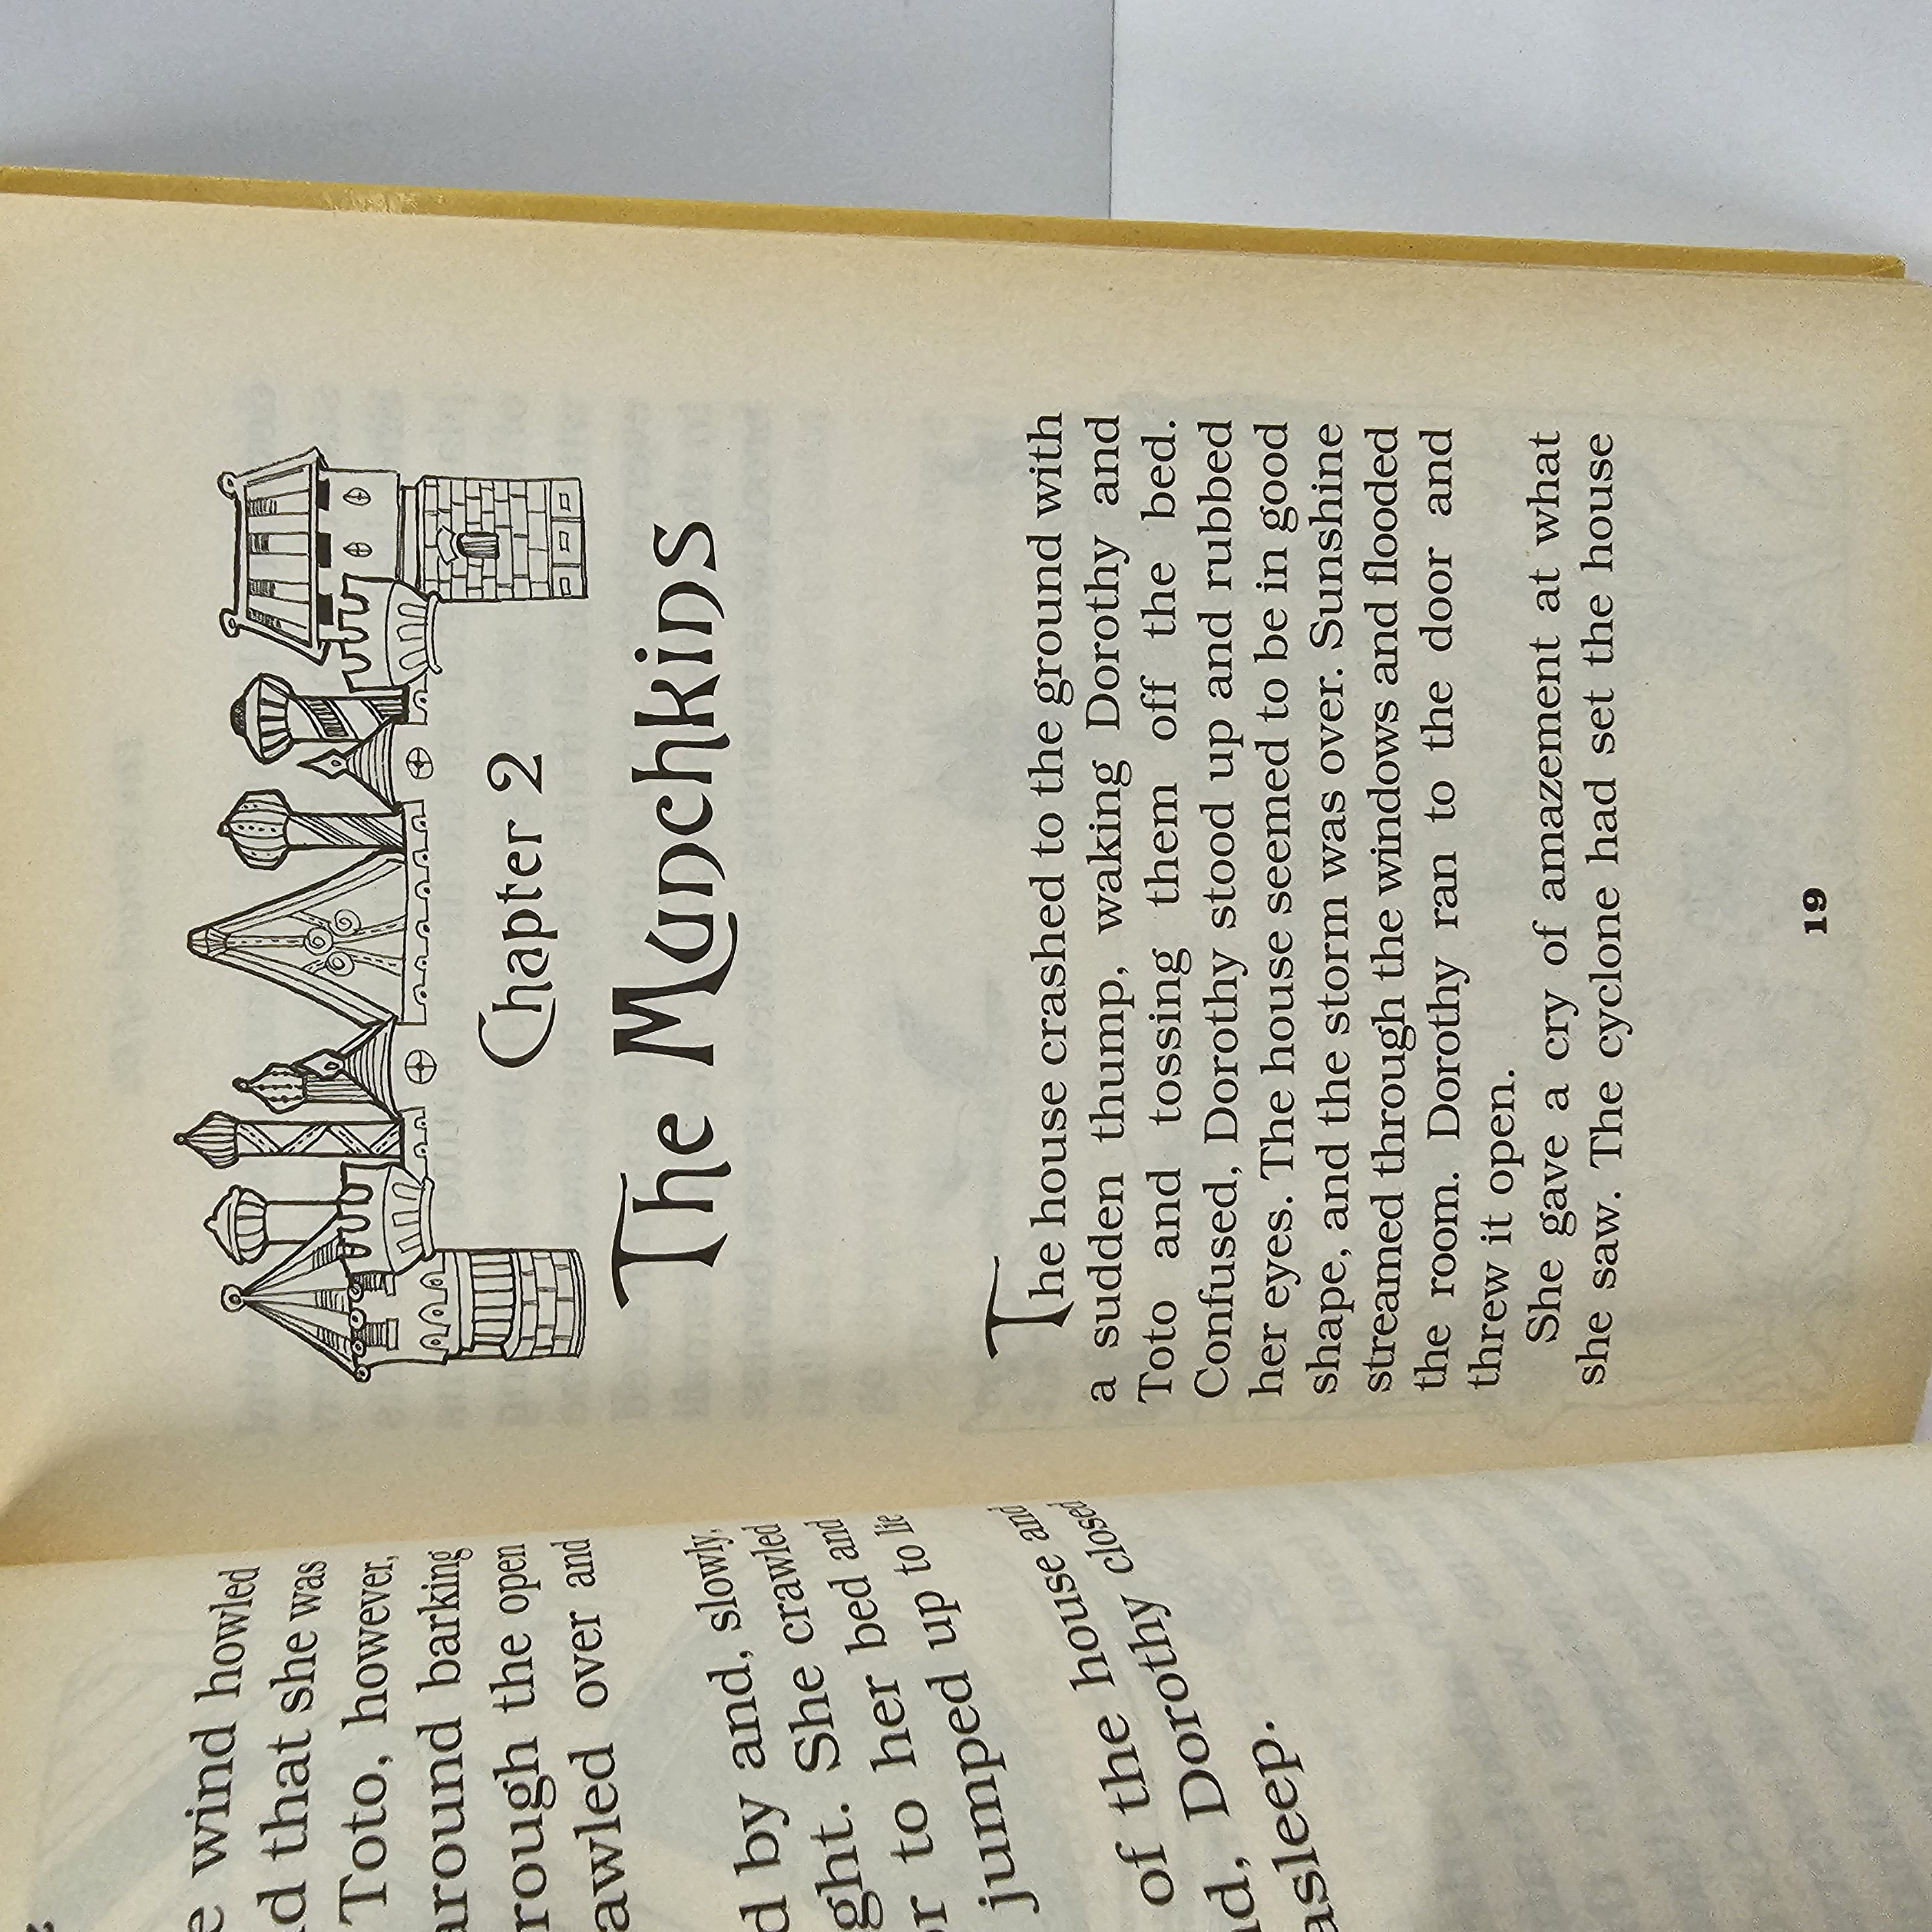 wind howled
that she was
Toto, however,
around barking
the open
over and
by and, slowly,
She crawled
to her bed and
jumped up to lie
of the house and
Dorothy closed
asleep.
Chapter 2
The Munchkins
The house crashed to the ground with
a sudden thump, waking Dorothy and
Toto and tossing them off the bed.
Confused, Dorothy stood up and rubbed
her eyes. The house seemed to be in good
shape, and the storm was over. Sunshine
streamed through the windows and flooded
the room. Dorothy ran to the door and
threw it open.
She gave a cry of amazement at what
she saw. The cyclone had set the house
19